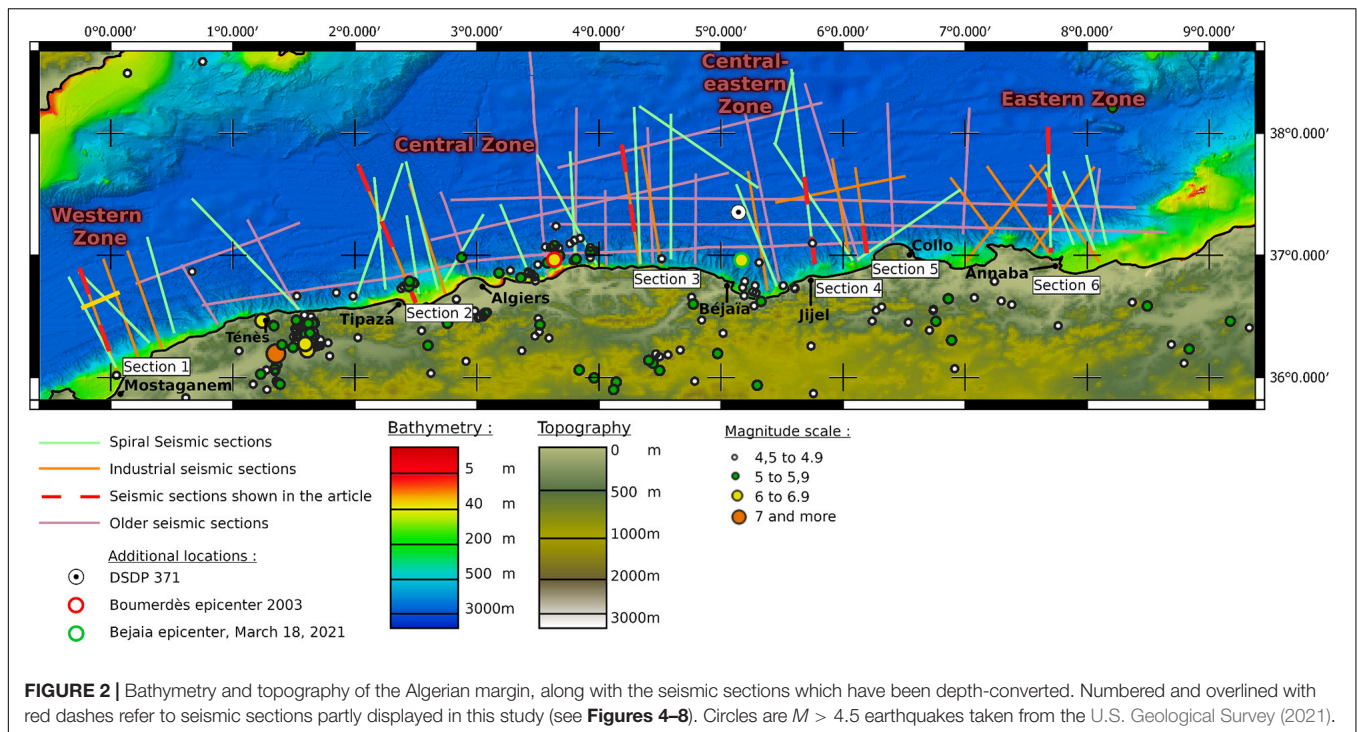 0°0.000′ 1°0.000′ 2°0.000′ 3°0.000′ 4°0.000′ 5°0.000′ 6°0.000′ 7°0.000′ 8°0.000′ 9°0.000′
Western
Zone
Central Zone
Central-
eastern
Zone
Eastern Zone
38°0.000′
37°0.000′
36°0.000′
Section 1
Mostaganem
Ténès
Tipaza
Section 2
Algiers
Section 3
Béjaïa
Section 4
Jijel
Section 5
Collo
Annaba
Section 6
Spiral Seismic sections
Industrial seismic sections
Seismic sections shown in the article
Older seismic sections
Additional locations :
DSDP 371
Boumerdès epicenter 2003
Bejaia epicenter, March 18, 2021
Bathymetry :
5 m
40 m
200 m
500 m
3000m
Topography
0 m
500 m
1000m
2000m
3000m
Magnitude scale :
4,5 to 4.9
5 to 5,9
6 to 6.9
7 and more
FIGURE 2 | Bathymetry and topography of the Algerian margin, along with the seismic sections which have been depth-converted. Numbered and overlined with
red dashes refer to seismic sections partly displayed in this study (see Figures 4–8). Circles are M > 4.5 earthquakes taken from the U.S. Geological Survey (2021).